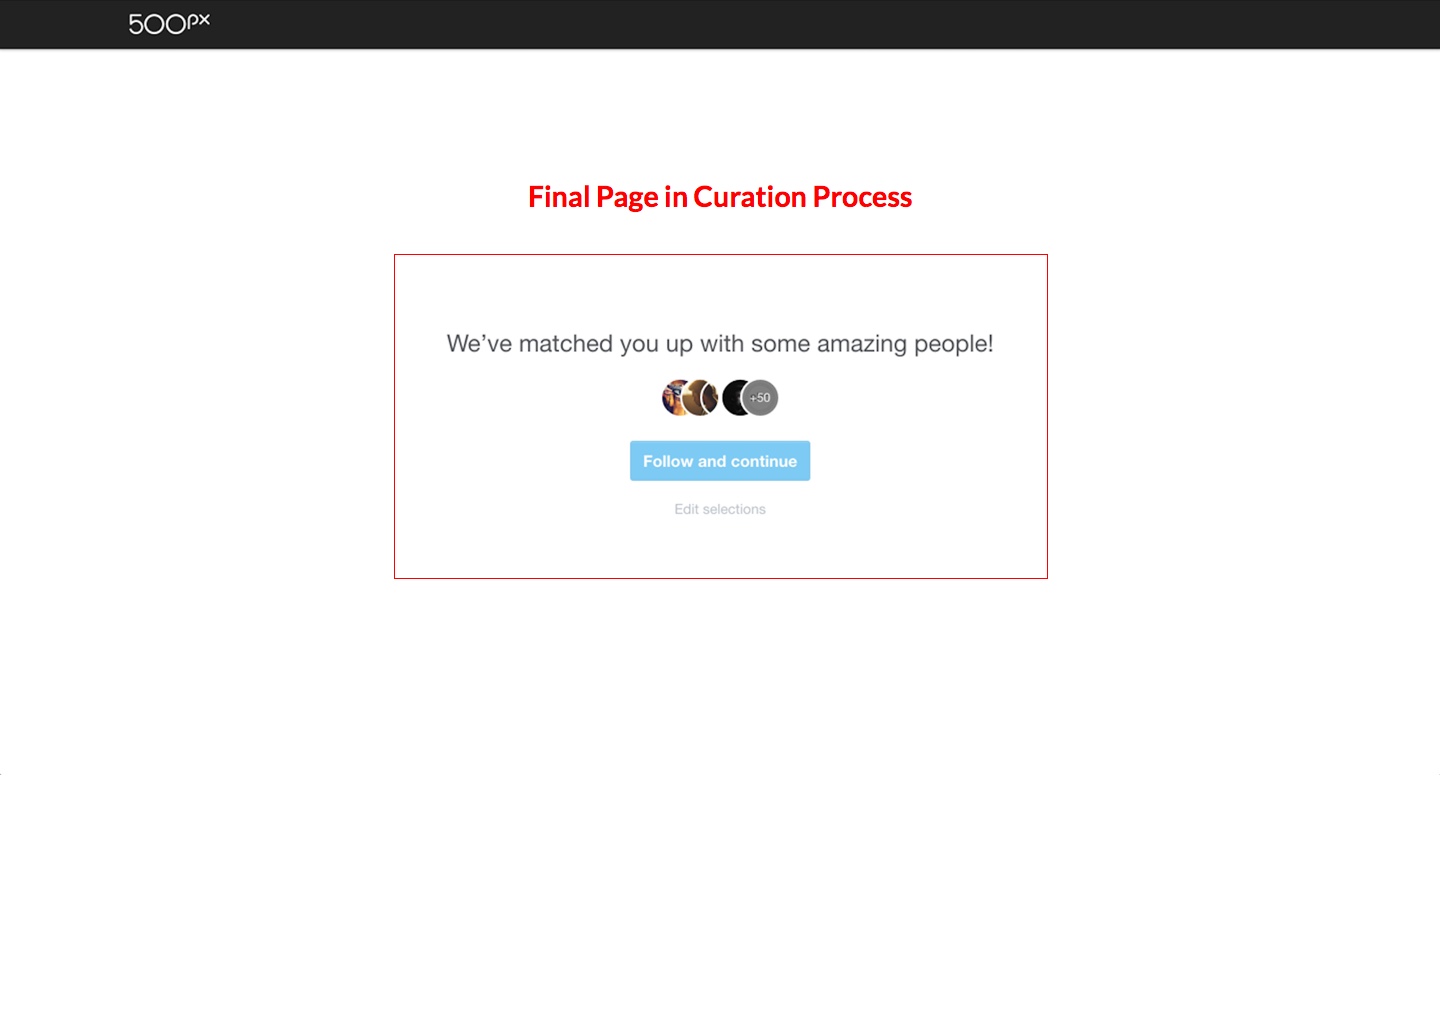 500px
Final Page in Curation Process
We’ve matched you up with some amazing people!
+50
Follow and continue
Edit selections